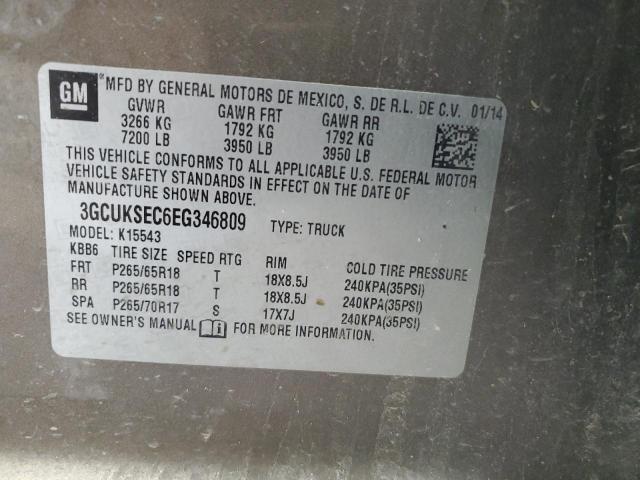 GM MFD BY GENERAL MOTORS DE MEXICO, S. DE R.L. DE C.V. 01/14
GVWR GAWR FRT GAWR RR
3266 KG 1792 KG 1792 KG
7200 LB 3950 LB 3950 LB
THIS VEHICLE CONFORMS TO ALL APPLICABLE U.S. FEDERAL MOTOR
VEHICLE SAFETY STANDARDS IN EFFECT ON THE DATE OF
MANUFACTURE SHOWN ABOVE.
3GCUKSEC6EG346809 TYPE: TRUCK
MODEL: K15543
KBB6 TIRE SIZE SPEED RTG RIM COLD TIRE PRESSURE
FRT P265/65R18 T 18X8.5J 240KPA(35PSI)
RR P265/65R18 T 18X8.5J 240KPA(35PSI)
SPA P265/70R17 S 17X7J 240KPA(35PSI)
SEE OWNER'S MANUAL FOR MORE INFORMATION.